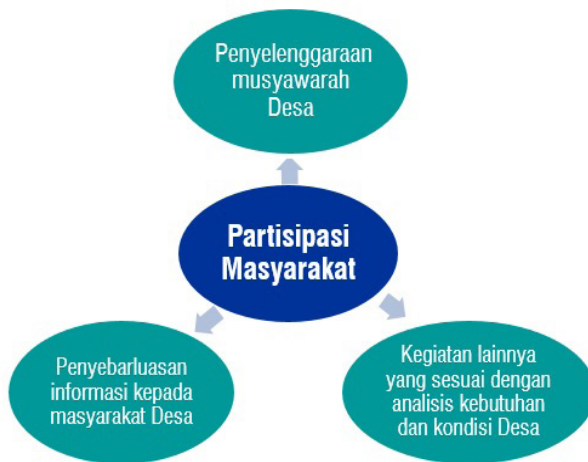 Penyelenggaraan
musyawarah
Desa
Partisipasi
Masyarakat
Penyebarluasan
informasi kepada
masyarakat Desa
Kegiatan lainnya
yang sesuai dengan
analisis kebutuhan
dan kondisi Desa